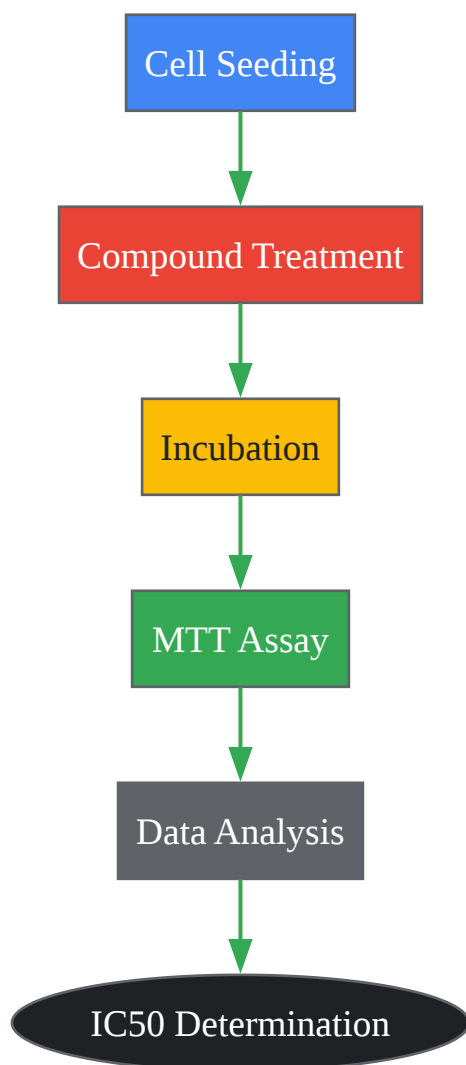 Cell Seeding
Compound Treatment
Incubation
MTT Assay
Data Analysis
IC50 Determination